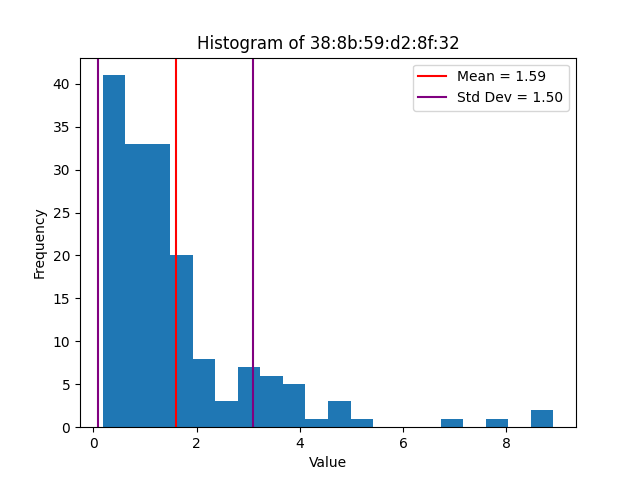 Histogram of 38:8b:59:d2:8f:32
Mean = 1.59
Std Dev = 1.50
40
35
30
25
20
15
10
5
0
Frequency
0 2 4 6 8
Value